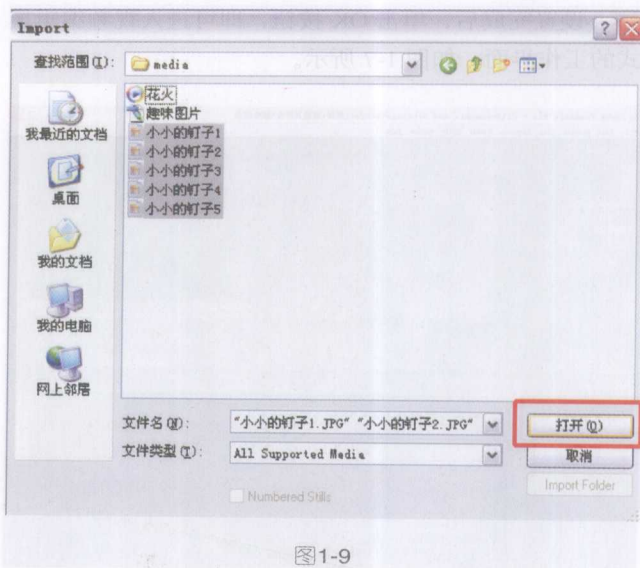 Import
查找范围(I): media
花火
趣味图片
小小的钉子1
小小的钉子2
小小的钉子3
小小的钉子4
小小的钉子5
我最近的文档
桌面
我的文档
我的电脑
网上邻居
文件名(N): "小小的钉子1.JPG" "小小的钉子2.JPG" 打开(O)
文件类型(T): All Supported Media 取消
Numbered Stills Import Folder
图1-9